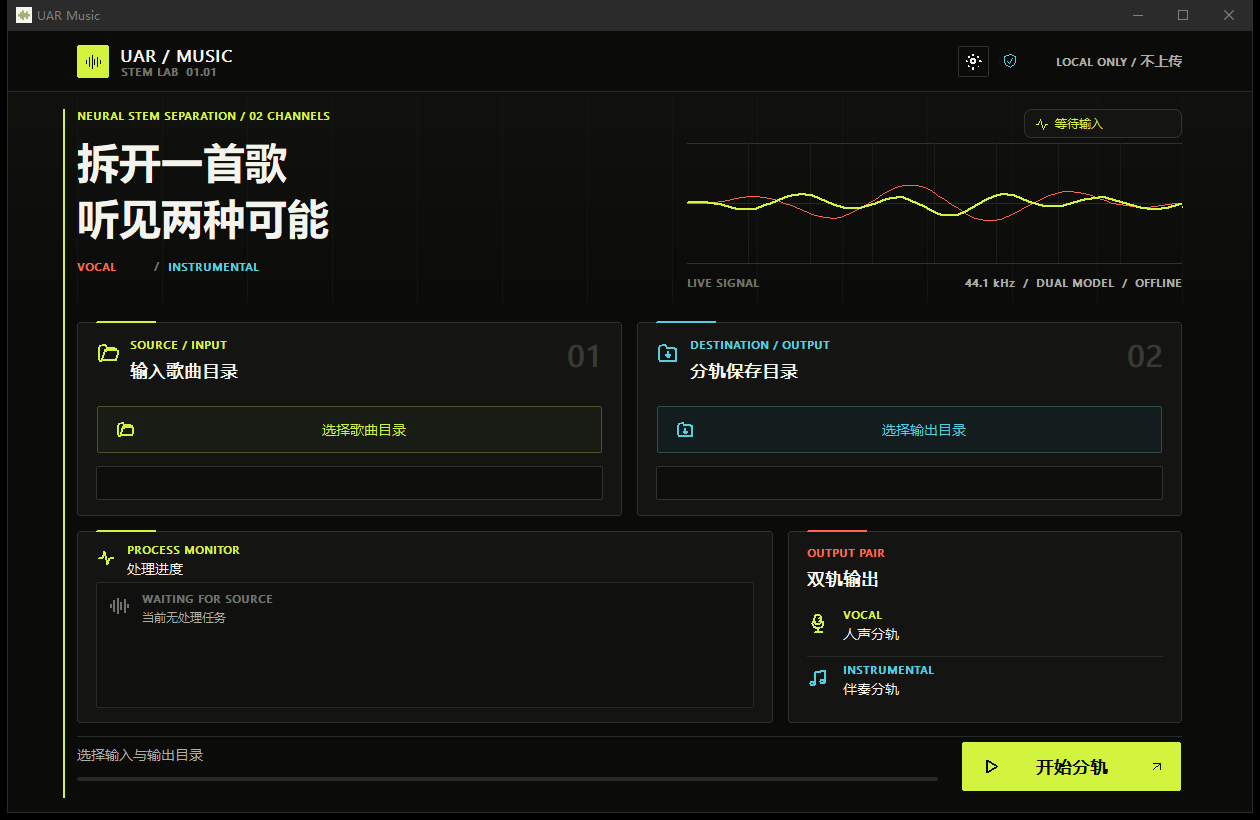 UAR Music
UAR / MUSIC
STEM LAB 01.01
LOCAL ONLY / 不上传
NEURAL STEM SEPARATION / 02 CHANNELS
等待输入
拆开一首歌
听见两种可能
VOCAL / INSTRUMENTAL
LIVE SIGNAL
44.1 kHz / DUAL MODEL / OFFLINE
SOURCE / INPUT
输入歌曲目录
01
选择歌曲目录
DESTINATION / OUTPUT
分轨保存目录
02
选择输出目录
PROCESS MONITOR
处理进度
WAITING FOR SOURCE
当前无处理任务
OUTPUT PAIR
双轨输出
VOCAL
人声分轨
INSTRUMENTAL
伴奏分轨
选择输入与输出目录
开始分轨